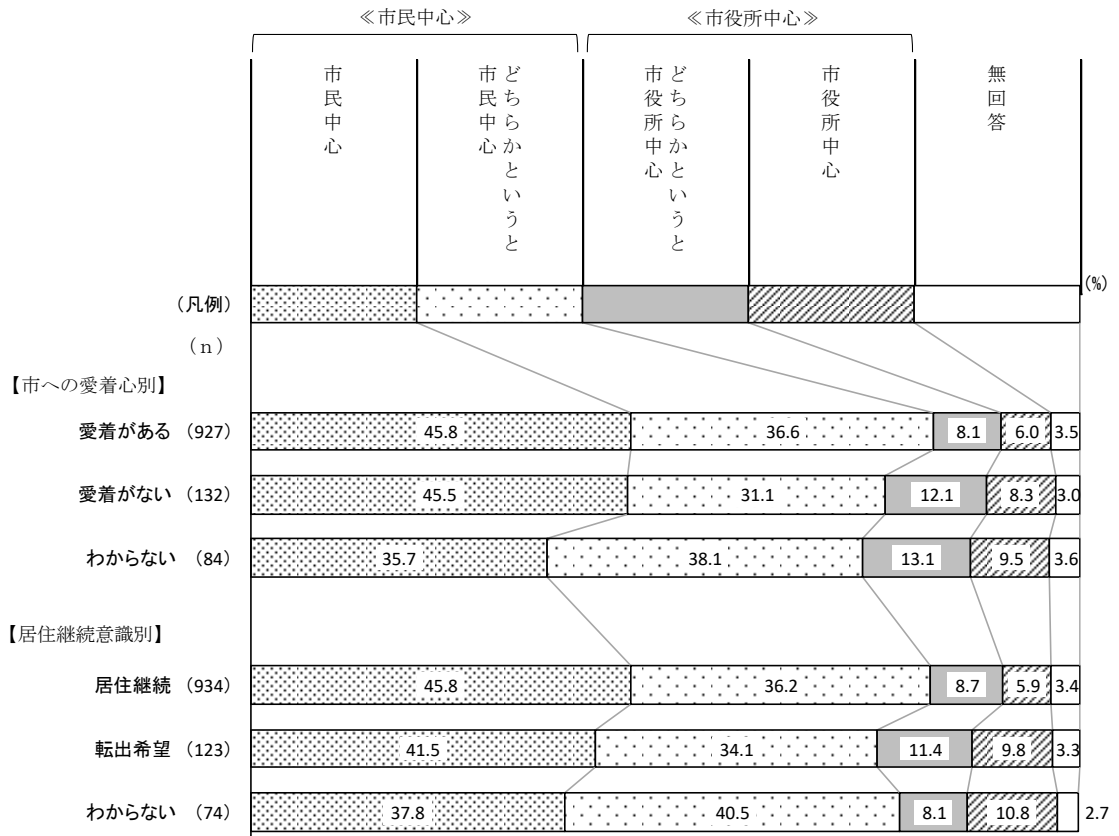 ≪市民中心≫ ≪市役所中心≫
市民中心
どちらかというと
市民中心
どちらかというと
市役所中心
市役所中心
無回答
(%)
(凡例)
(ｎ)
【市への愛着心別】
愛着がある (927) 45.8 36.6 8.1 6.0 3.5
愛着がない (132) 45.5 31.1 12.1 8.3 3.0
わからない (84) 35.7 38.1 13.1 9.5 3.6
【居住継続意識別】
居住継続 (934) 45.8 36.2 8.7 5.9 3.4
転出希望 (123) 41.5 34.1 11.4 9.8 3.3
わからない (74) 37.8 40.5 8.1 10.8 2.7